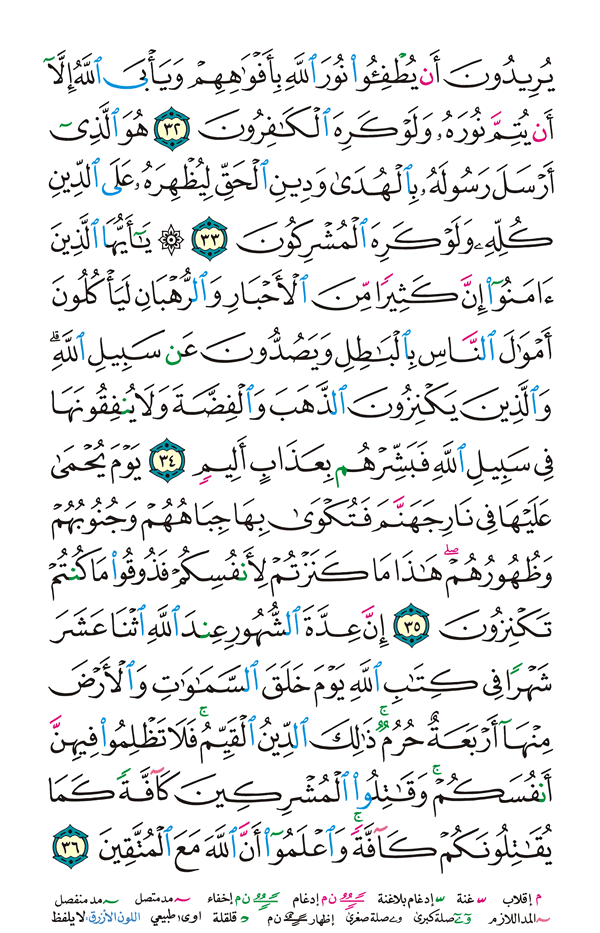 يُرِيدُونَ أَن يُطْفِـُٔوا۟ نُورَ ٱللَّهِ بِأَفْوَٰهِهِمْ وَيَأْبَى ٱللَّهُ إِلَّآ
أَن يُتِمَّ نُورَهُۥ وَلَوْ كَرِهَ ٱلْكَـٰفِرُونَ ٣٢ هُوَ ٱلَّذِىٓ
أَرْسَلَ رَسُولَهُۥ بِٱلْهُدَىٰ وَدِينِ ٱلْحَقِّ لِيُظْهِرَهُۥ عَلَى ٱلدِّينِ
كُلِّهِۦ وَلَوْ كَرِهَ ٱلْمُشْرِكُونَ ٣٣ ۞ يَـٰٓأَيُّهَا ٱلَّذِينَ
ءَامَنُوٓا۟ إِنَّ كَثِيرًا مِّنَ ٱلْأَحْبَارِ وَٱلرُّهْبَانِ لَيَأْكُلُونَ
أَمْوَٰلَ ٱلنَّاسِ بِٱلْبَـٰطِلِ وَيَصُدُّونَ عَن سَبِيلِ ٱللَّهِ ۗ
وَٱلَّذِينَ يَكْنِزُونَ ٱلذَّهَبَ وَٱلْفِضَّةَ وَلَا يُنفِقُونَهَا
فِى سَبِيلِ ٱللَّهِ فَبَشِّرْهُم بِعَذَابٍ أَلِيمٍ ٣٤ يَوْمَ يُحْمَىٰ
عَلَيْهَا فِى نَارِ جَهَنَّمَ فَتُكْوَىٰ بِهَا جِبَاهُهُمْ وَجُنُوبُهُمْ
وَظُهُورُهُمْ ۖ هَـٰذَا مَا كَنَزْتُمْ لِأَنفُسِكُمْ فَذُوقُوا۟ مَا كُنتُمْ
تَكْنِزُونَ ٣٥ إِنَّ عِدَّةَ ٱلشُّهُورِ عِندَ ٱللَّهِ ٱثْنَا عَشَرَ
شَهْرًا فِى كِتَـٰبِ ٱللَّهِ يَوْمَ خَلَقَ ٱلسَّمَـٰوَٰتِ وَٱلْأَرْضَ
مِنْهَآ أَرْبَعَةٌ حُرُمٌ ۚ ذَٰلِكَ ٱلدِّينُ ٱلْقَيِّمُ ۚ فَلَا تَظْلِمُوا۟ فِيهِنَّ
أَنفُسَكُمْ ۚ وَقَـٰتِلُوا۟ ٱلْمُشْرِكِينَ كَآفَّةً كَمَا
يُقَـٰتِلُونَكُمْ كَآفَّةً ۚ وَٱعْلَمُوٓا۟ أَنَّ ٱللَّهَ مَعَ ٱلْمُتَّقِينَ ٣٦
م إقلاب غنة إدغام بلاغنة ن م إدغام ن م إخفاء مد متصل مد منفصل
المد اللازم صلة كبرى صلة صغرى إظهار ن م قلقلة اوى: طبيعي اللون الأزرق: لا يلفظ